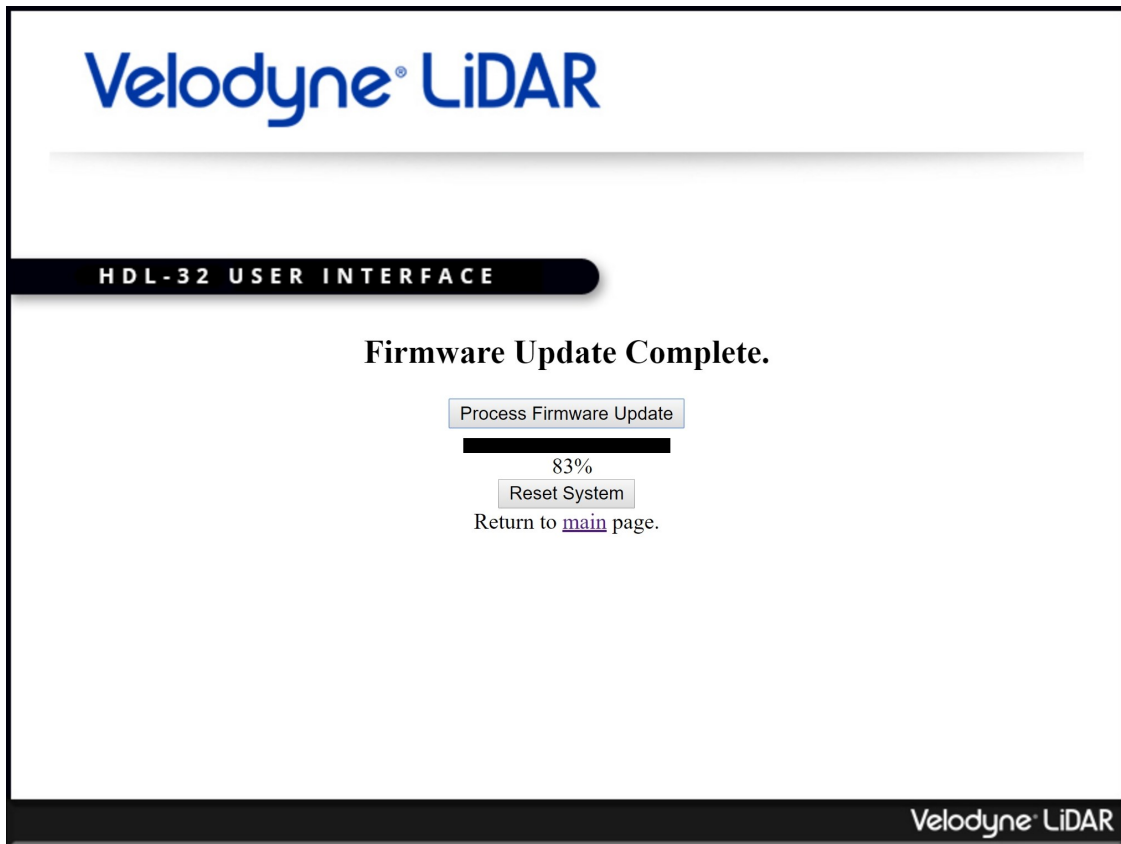 Velodyne® LiDAR
HDL-32 USER INTERFACE
Firmware Update Complete.
Process Firmware Update
83%
Reset System
Return to main page.
Velodyne® LiDAR